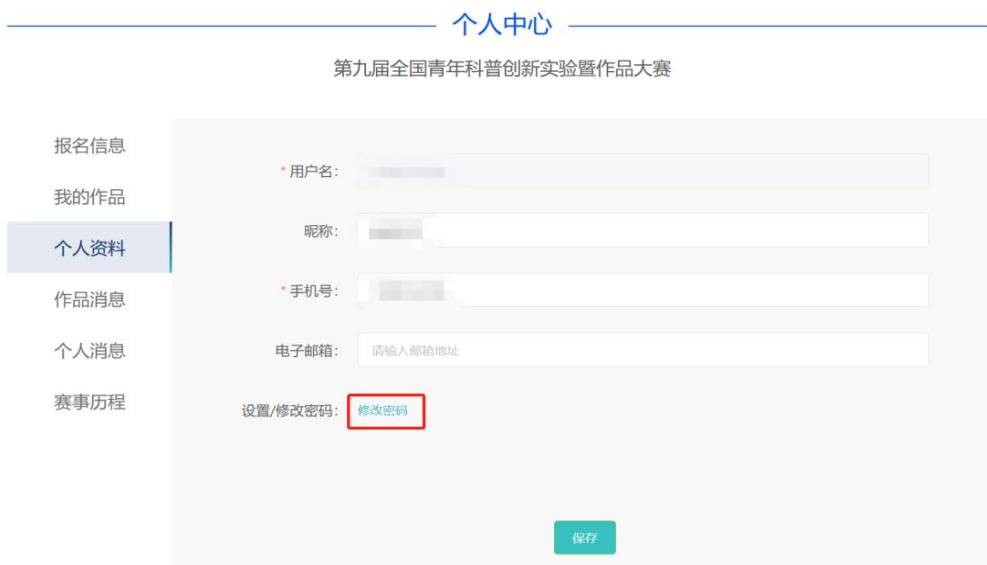 个人中心
第九届全国青年科普创新实验暨作品大赛
报名信息
我的作品
个人资料
作品消息
个人消息
赛事历程
* 用户名：
昵称：
* 手机号：
电子邮箱： 请输入邮箱地址
设置/修改密码： 修改密码
保存